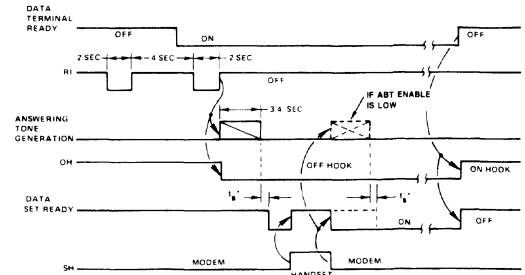 DATA
TERMINAL
READY
OFF
ON
OFF
2 SEC
4 SEC
2 SEC
RI
OFF
IF ABT ENABLE
IS LOW
3.4 SEC
ANSWERING
TONE
GENERATION
OH
OFF HOOK
ON HOOK
DATA
SET READY
ON
OFF
SH
MODEM
HANDSET
MODEM